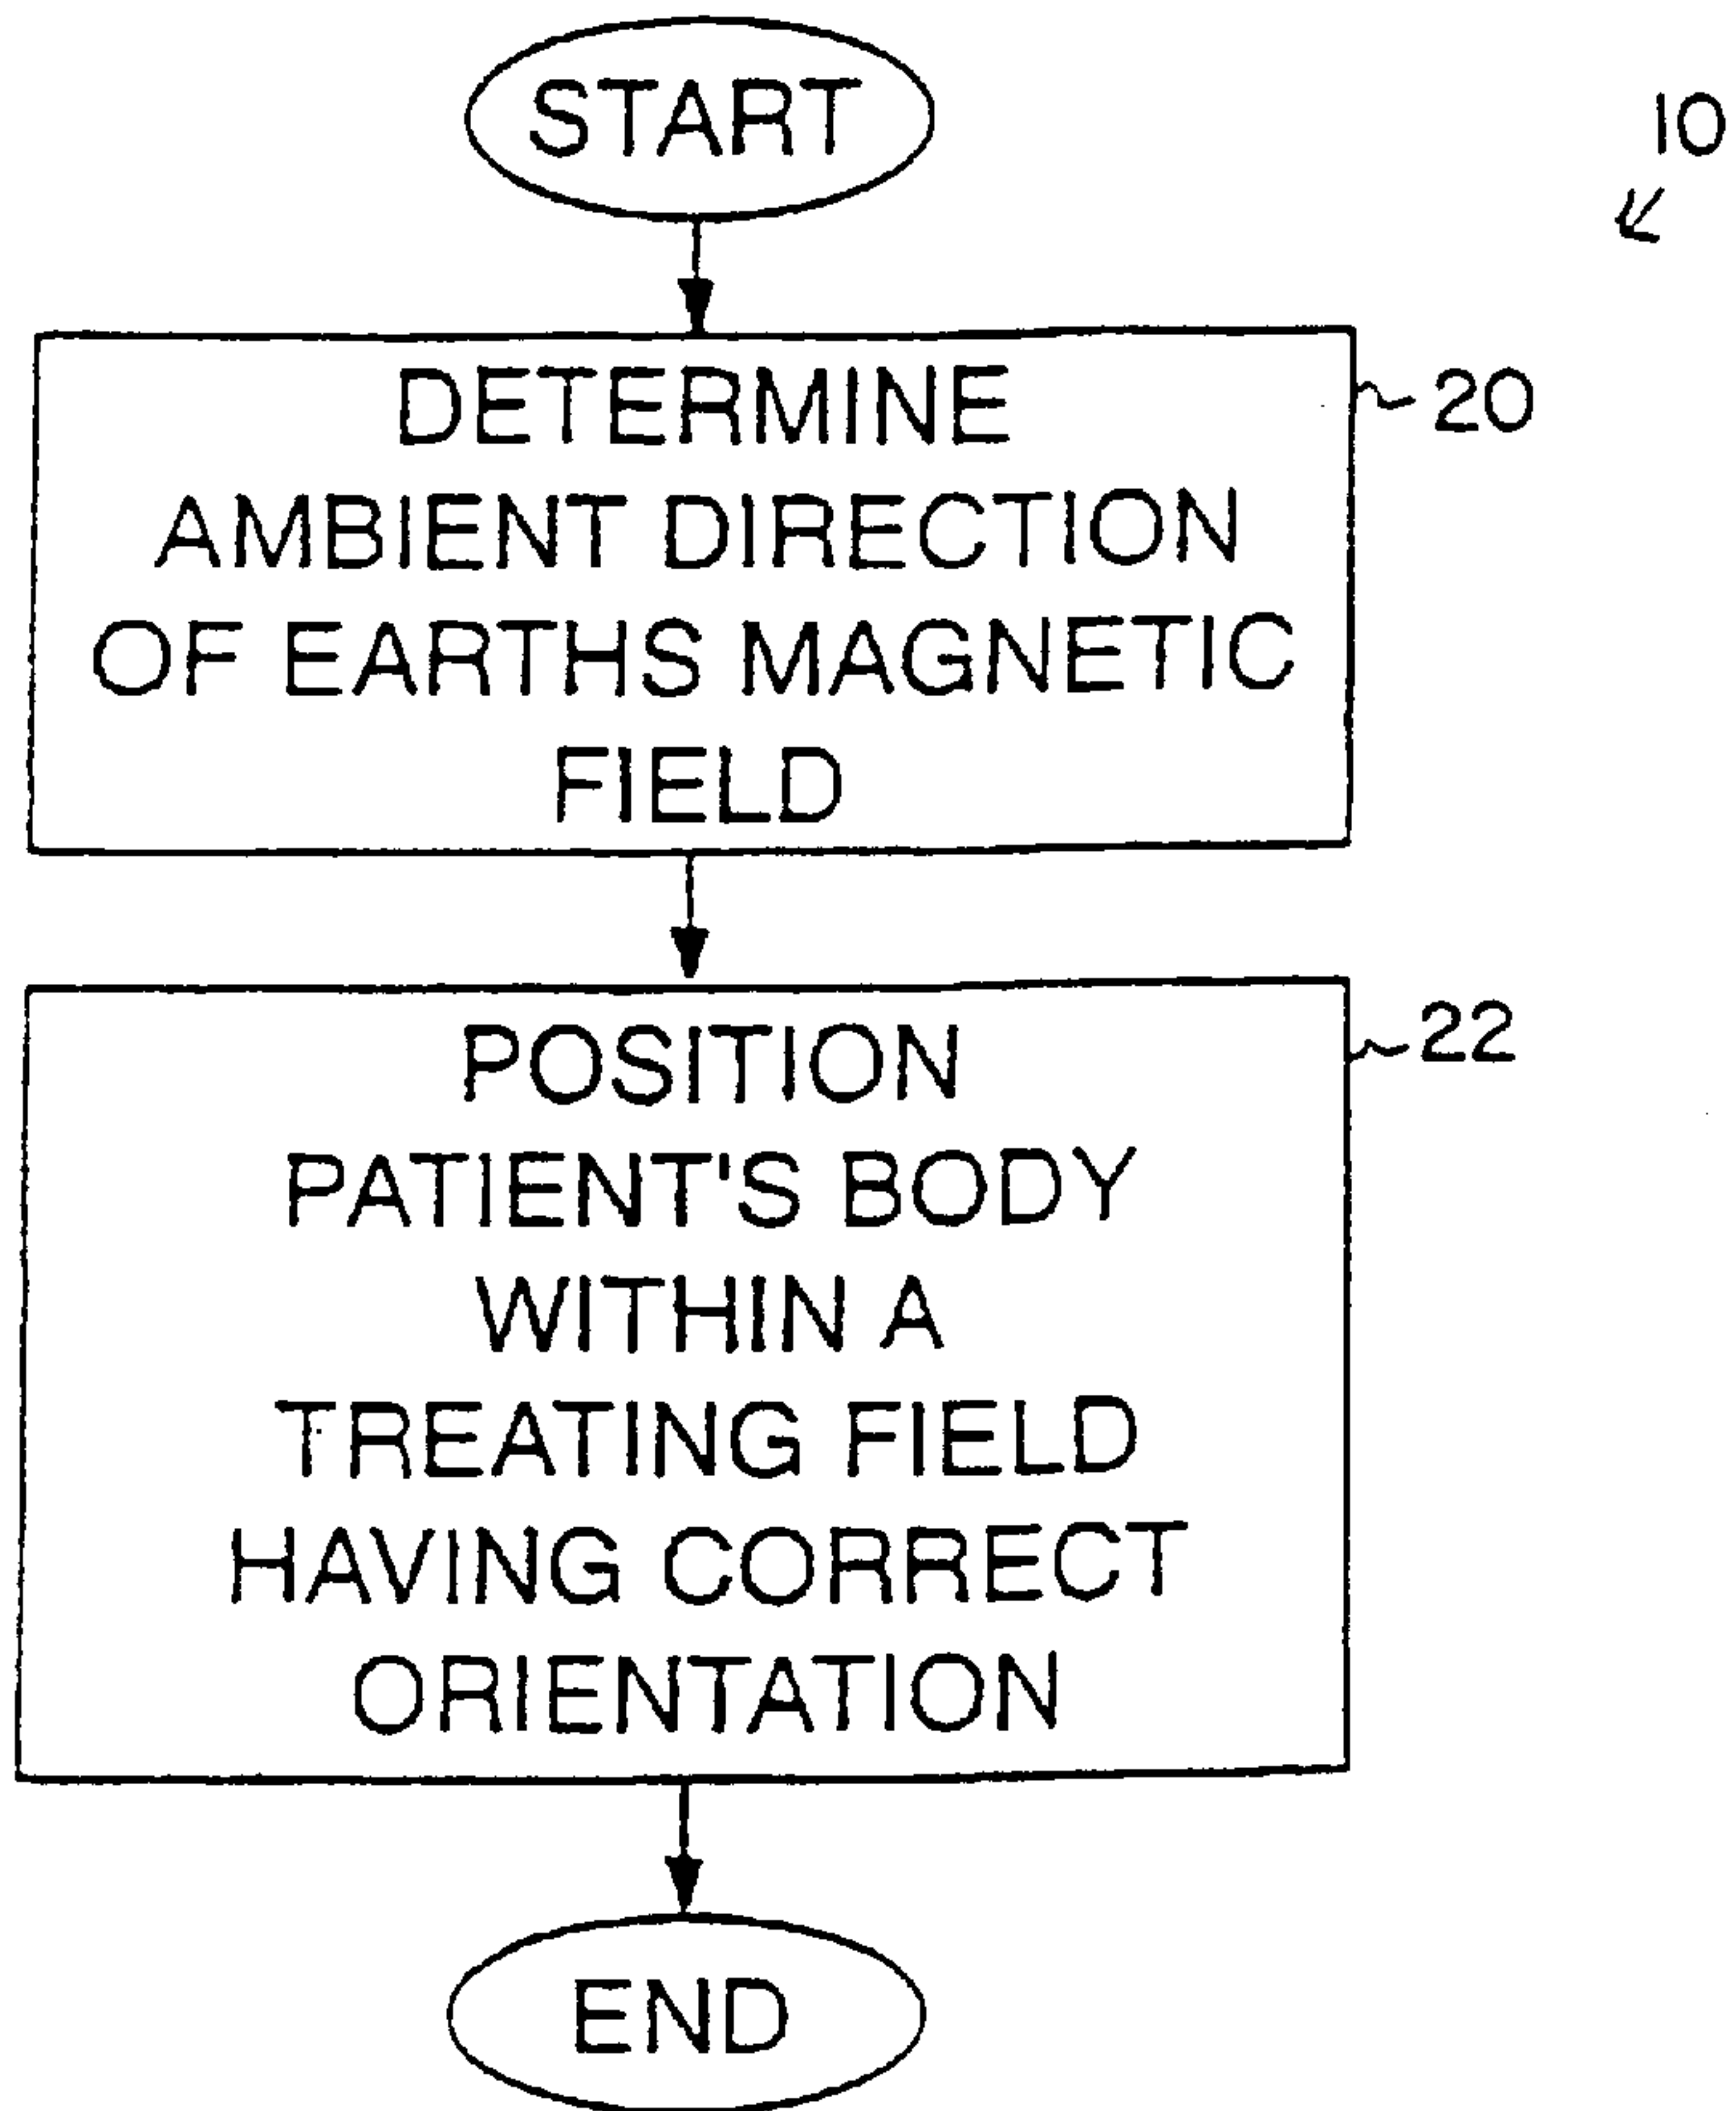 START
10
DETERMINE
20
AMBIENT DIRECTION
OF EARTHS MAGNETIC
FIELD
POSITION
22
PATIENT'S BODY
WITHIN A
TREATING FIELD
HAVING CORRECT
ORIENTATION
END